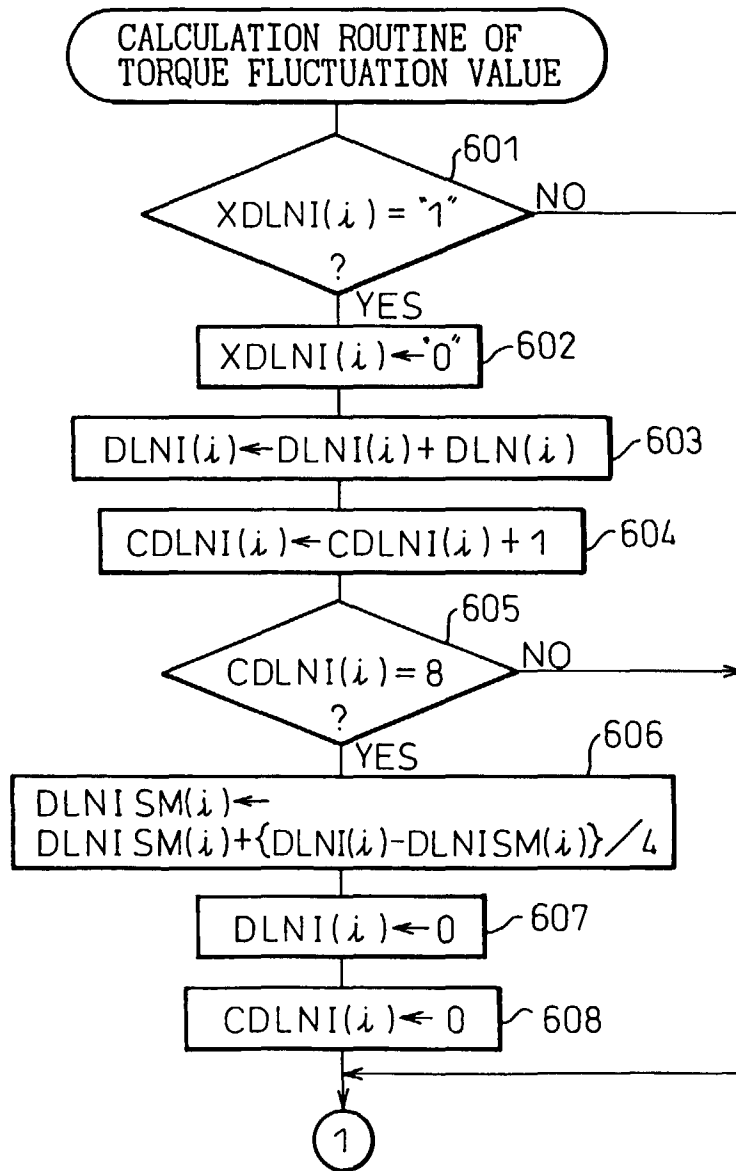 CALCULATION ROUTINE OF
TORQUE FLUCTUATION VALUE
601
XDLNI(i) = "1"
?
NO
YES
XDLNI(i)←"0"
602
DLNI(i)←DLNI(i)+DLN(i)
603
CDLNI(i)←CDLNI(i)+1
604
605
CDLNI(i)=8
?
NO
YES
606
DLNISM(i)←
DLNISM(i)+{DLNI(i)-DLNISM(i)}/4
DLNI(i)←0
607
CDLNI(i)←0
608
1